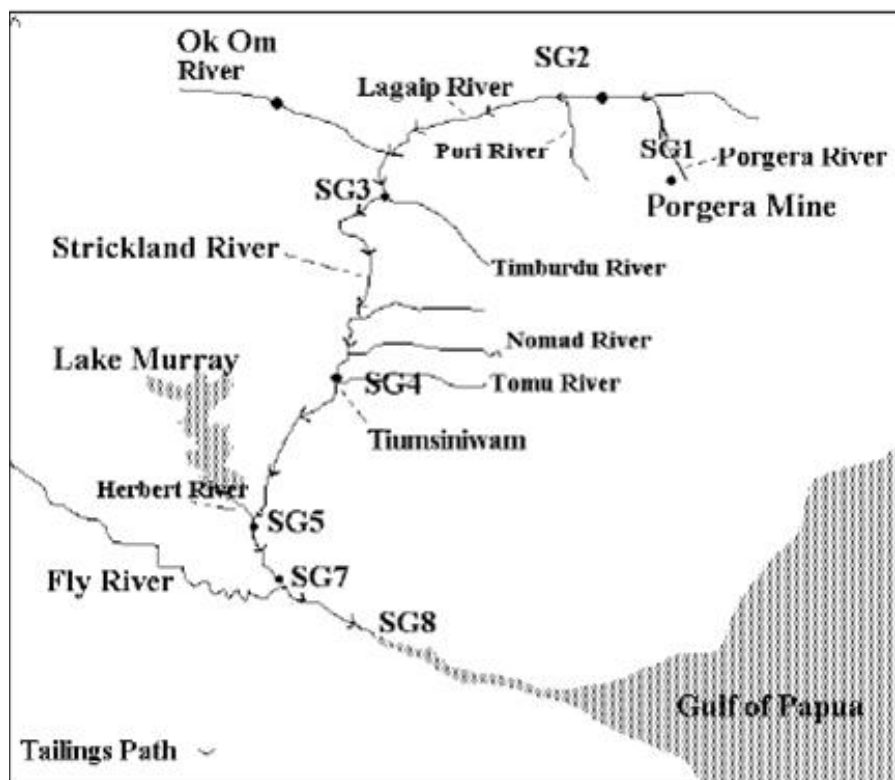 Ok Om
River
SG2
Lagaip River
Pori River
SG1
Porgera River
Porgera Mine
SG3
Strickland River
Timburdu River
Nomad River
Lake Murray
SG4
Tomu River
Tiumsiniwam
Herbert River
SG5
Fly River
SG7
SG8
Gulf of Papua
Tailings Path